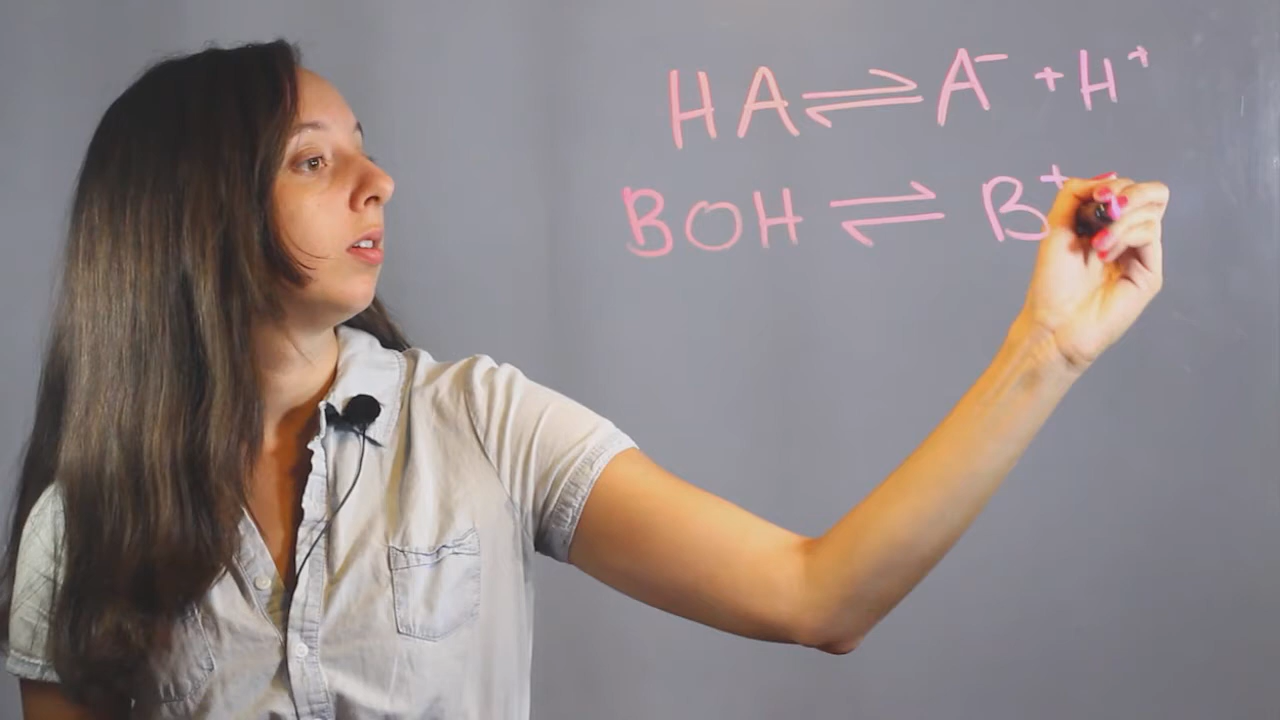 HA ⇌ A⁻ + H⁺
BOH ⇌ B⁺